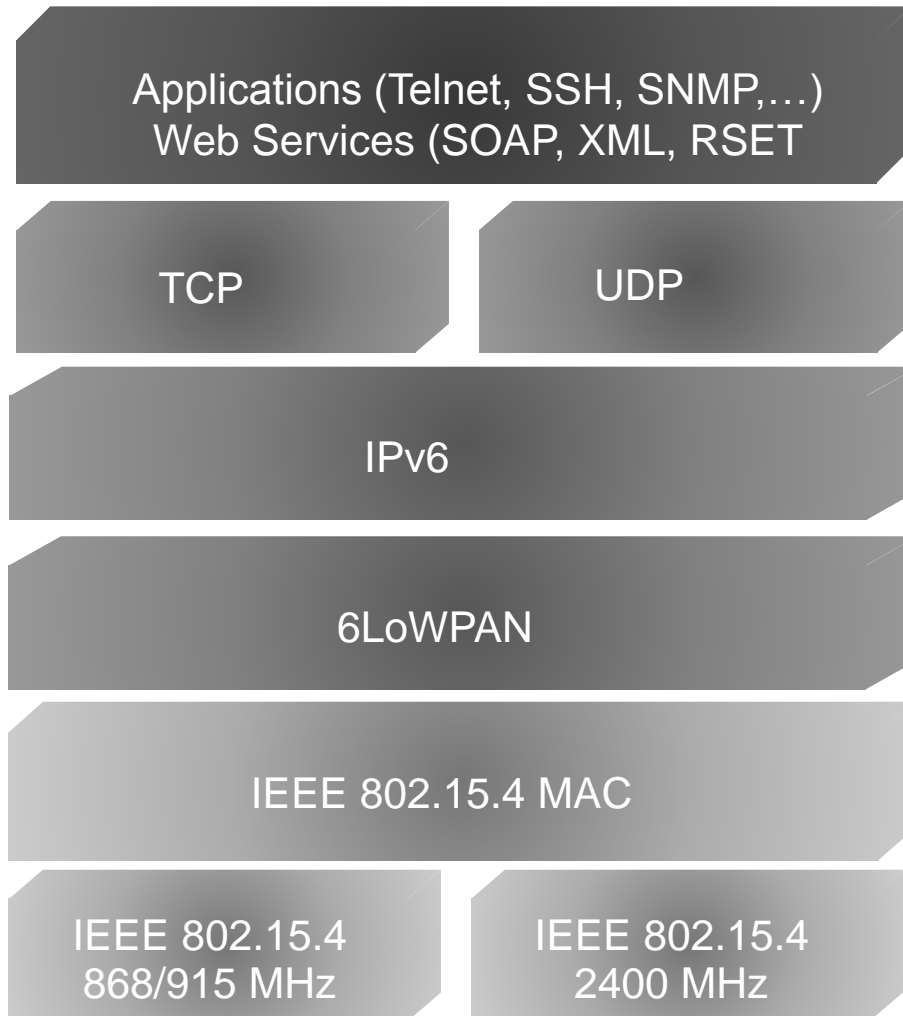 Applications (Telnet, SSH, SNMP,…)
Web Services (SOAP, XML, RSET
TCP
UDP
IPv6
6LoWPAN
IEEE 802.15.4 MAC
IEEE 802.15.4
868/915 MHz
IEEE 802.15.4
2400 MHz